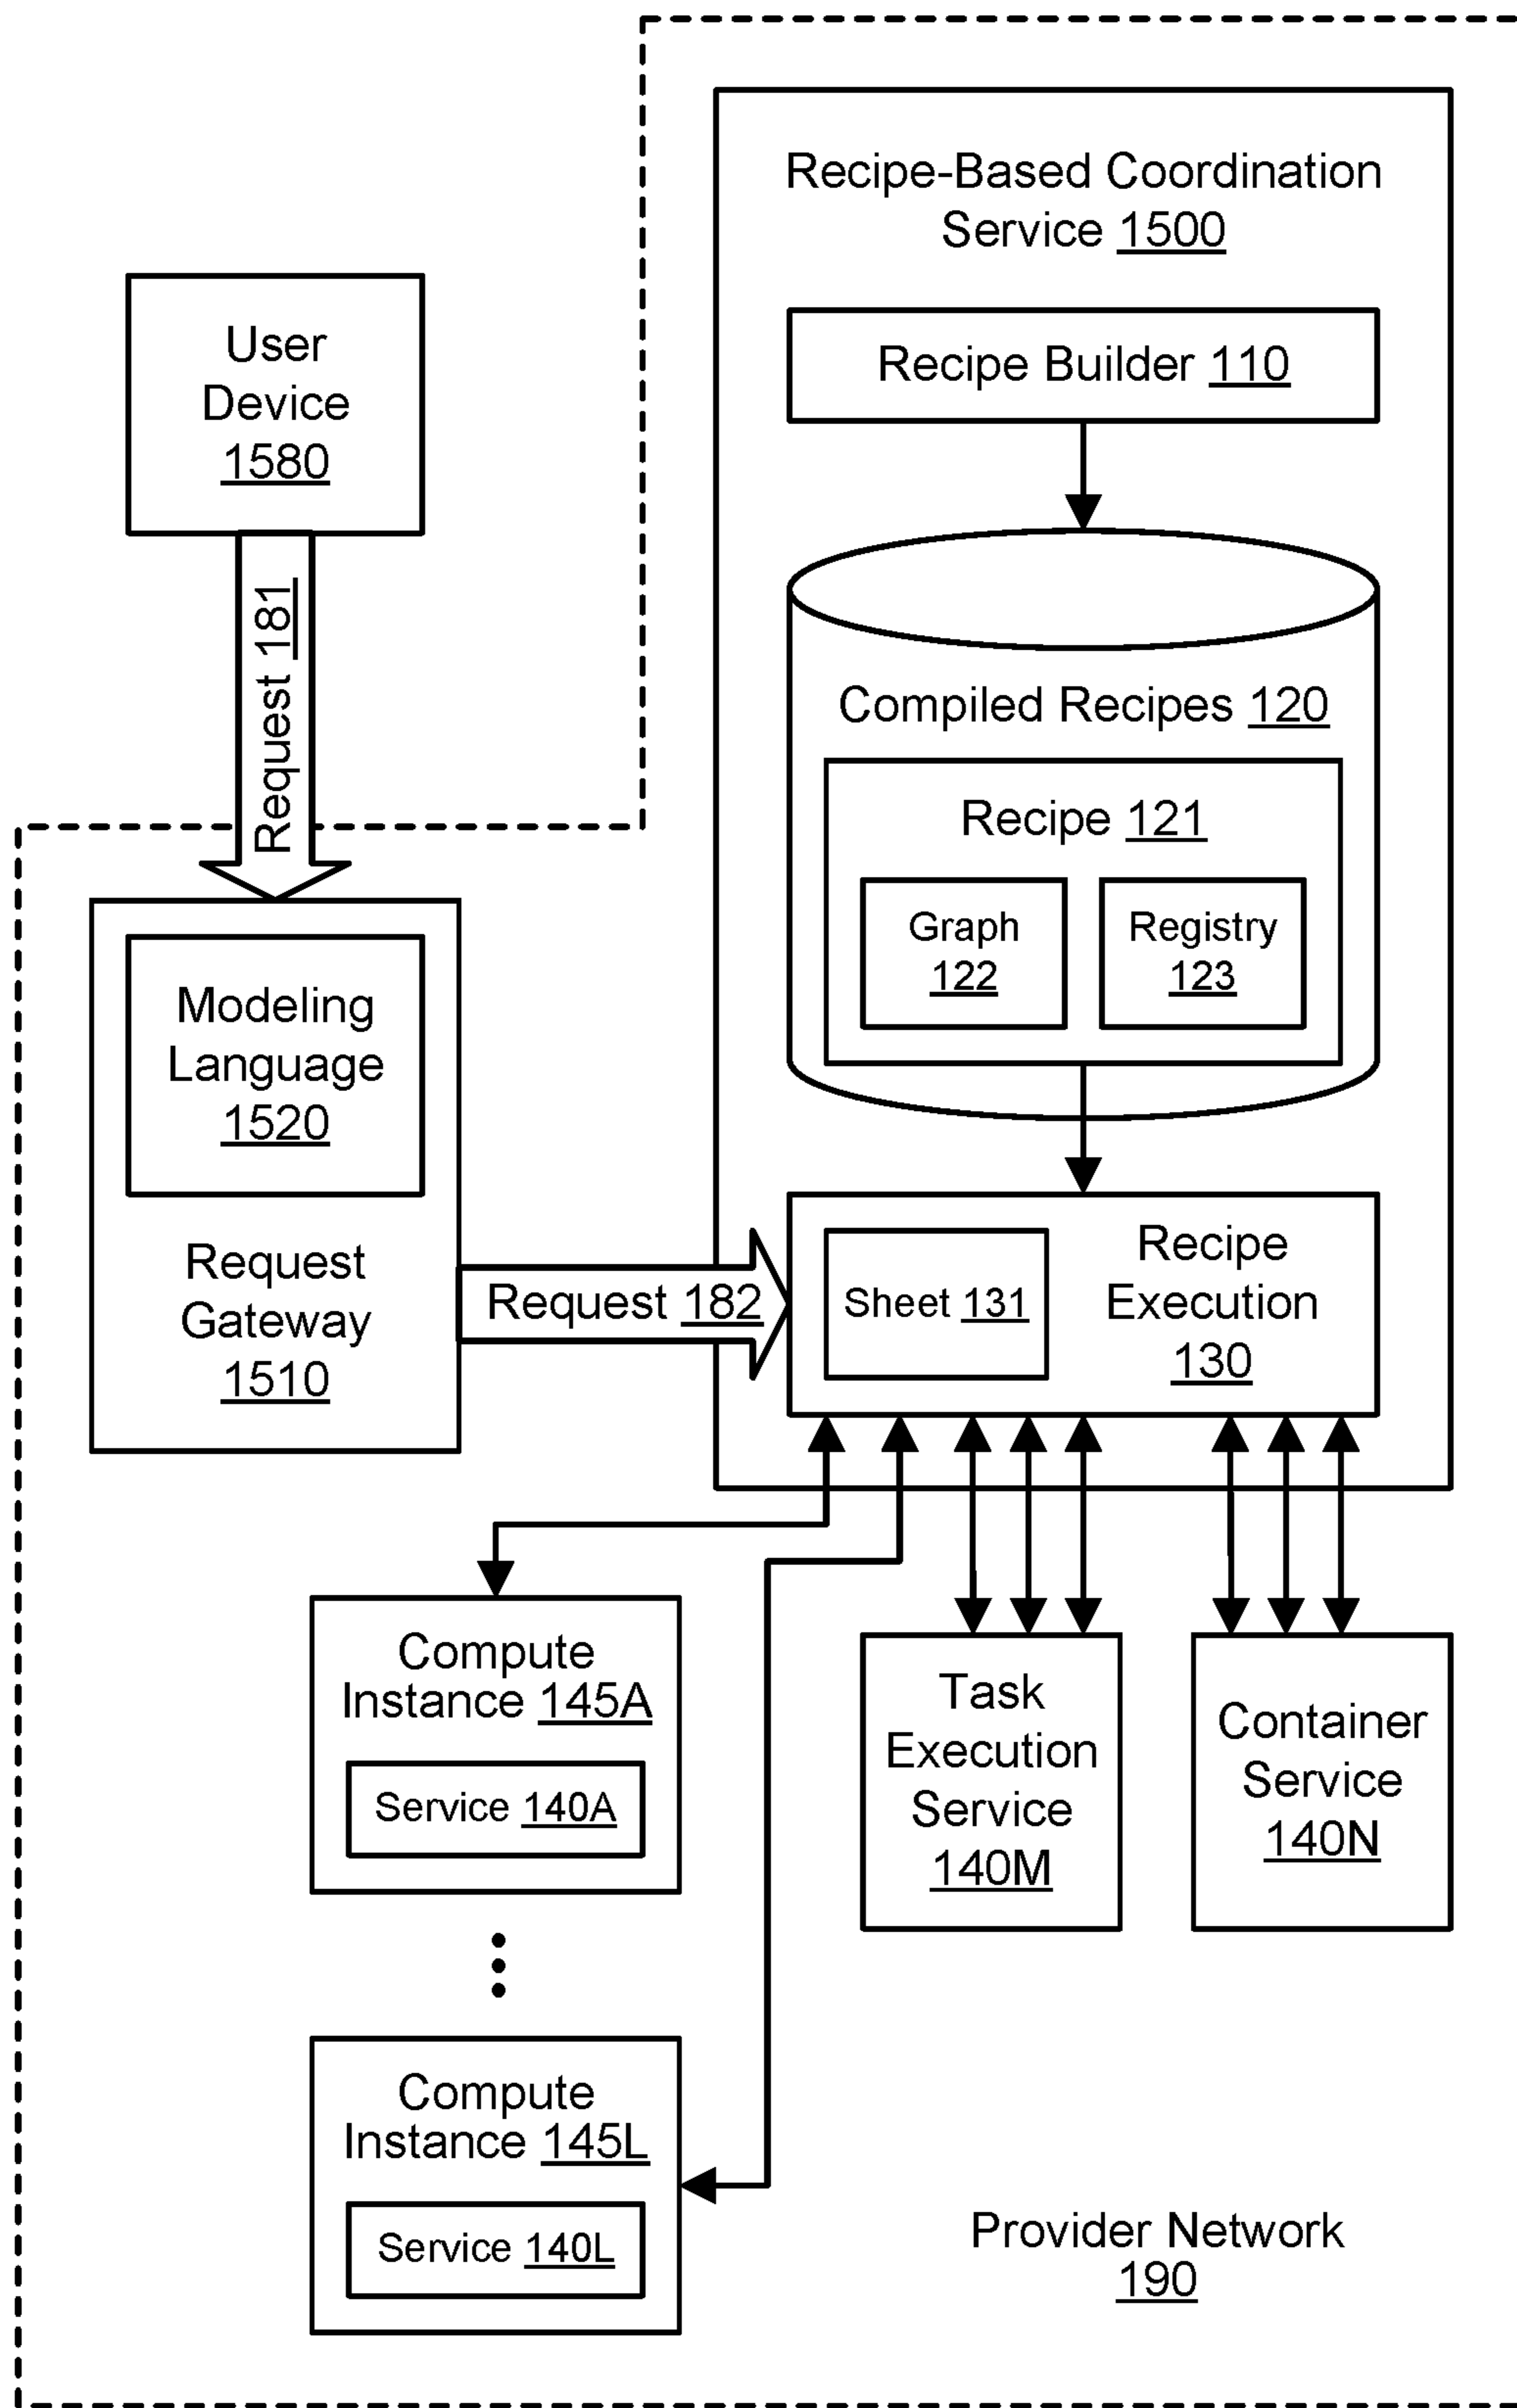 Recipe-Based Coordination
Service 1500
Recipe Builder 110
User
Device
1580
Request 181
Compiled Recipes 120
Recipe 121
Graph
122
Registry
123
Modeling
Language
1520
Request
Gateway
1510
Request 182
Sheet 131
Recipe
Execution
130
Compute
Instance 145A
Service 140A
Task
Execution
Service
140M
Container
Service
140N
Compute
Instance 145L
Service 140L
Provider Network
190